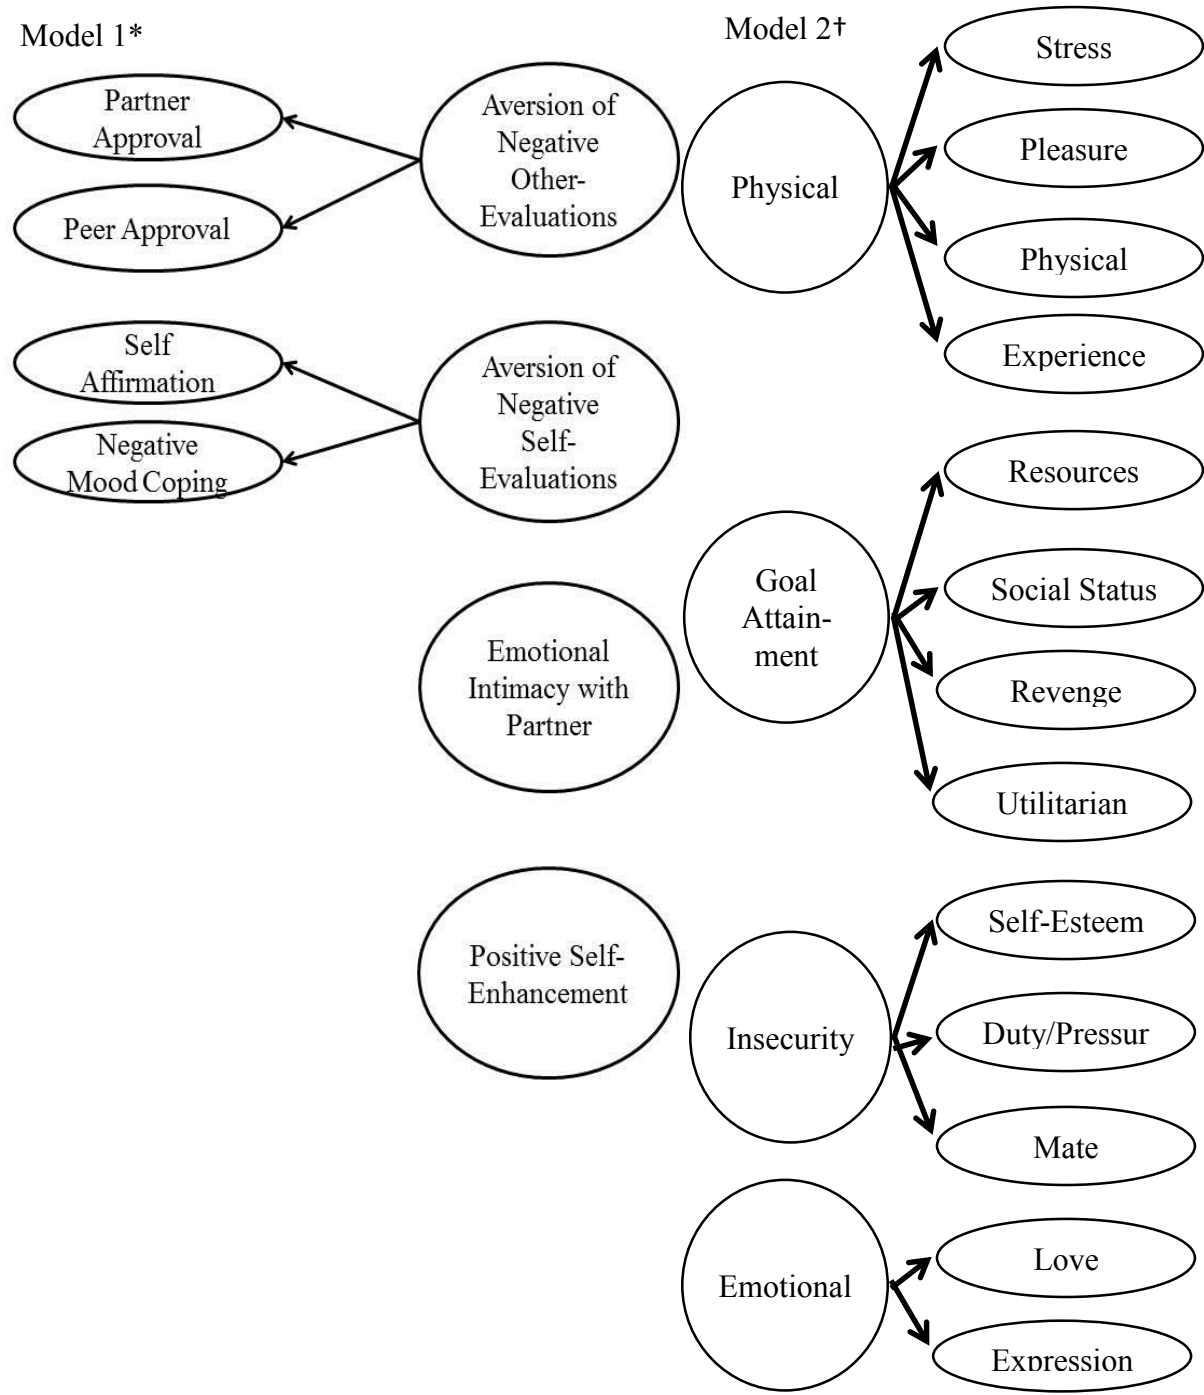 Model 1*
Partner
Approval
Peer Approval
Aversion of
Negative
Other-
Evaluations
Self
Affirmation
Negative
Mood Coping
Aversion of
Negative
Self-
Evaluations
Emotional
Intimacy with
Partner
Positive Self-
Enhancement
Model 2†
Physical
Stress
Pleasure
Physical
Experience
Goal
Attain-
ment
Resources
Social Status
Revenge
Utilitarian
Insecurity
Self-Esteem
Duty/Pressur
Mate
Emotional
Love
Expression